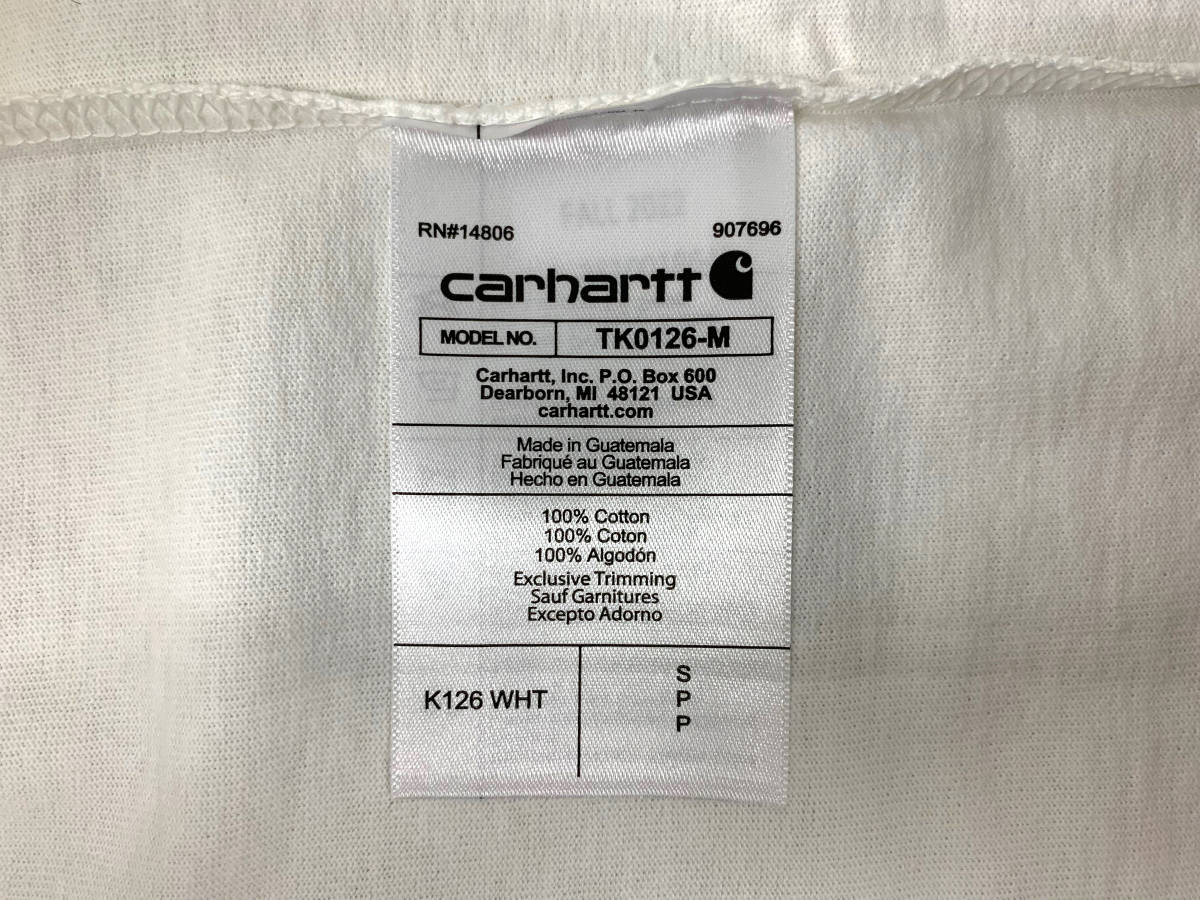 FALL 2022
RN#14806 907696
carhartt
MODEL NO. TK0126-M
Carhartt, Inc. P.O. Box 600
Dearborn, MI 48121 USA
carhartt.com
Made in Guatemala
Fabriqué au Guatemala
Hecho en Guatemala
100% Cotton
100% Coton
100% Algodón
Exclusive Trimming
Sauf Garnitures
Excepto Adorno
K126 WHT
S
P
P